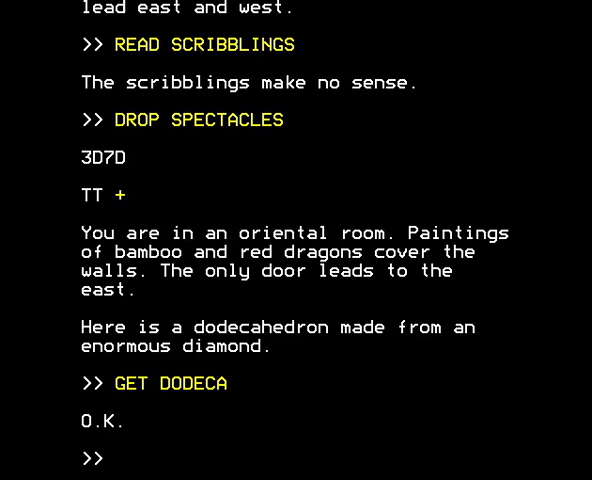 lead east and west.
>> READ SCRIBBLINGS
The scribblings make no sense.
>> DROP SPECTACLES
3D7D
TT +
You are in an oriental room. Paintings
of bamboo and red dragons cover the
walls. The only door leads to the
east.
Here is a dodecahedron made from an
enormous diamond.
>> GET DODECA
O.K.
>>